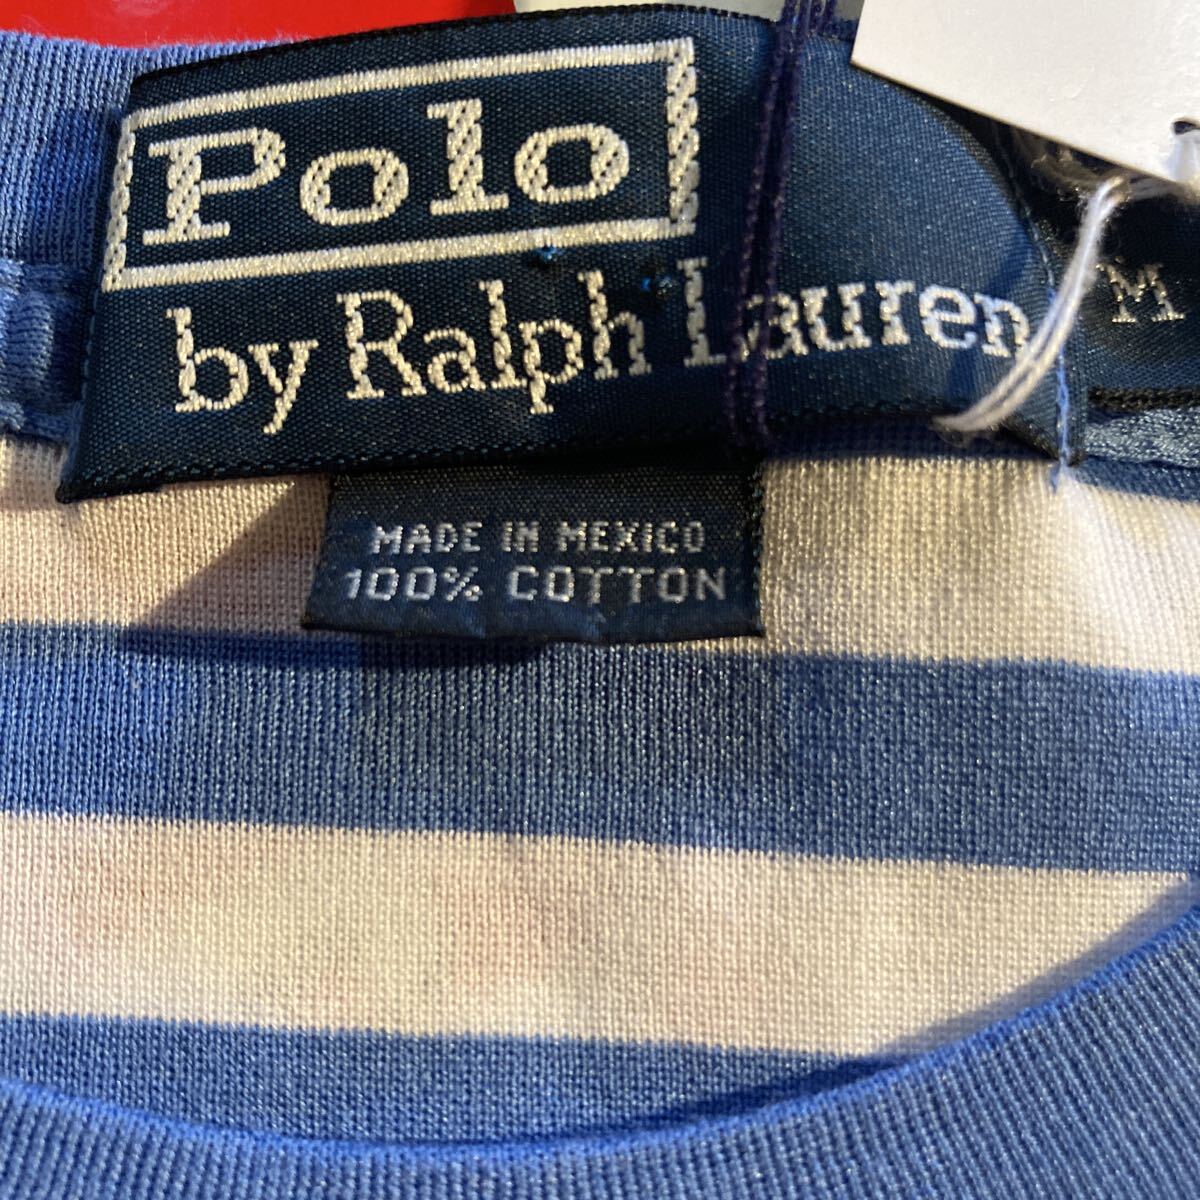 Polo
by Ralph Lauren
M
MADE IN MEXICO
100% COTTON